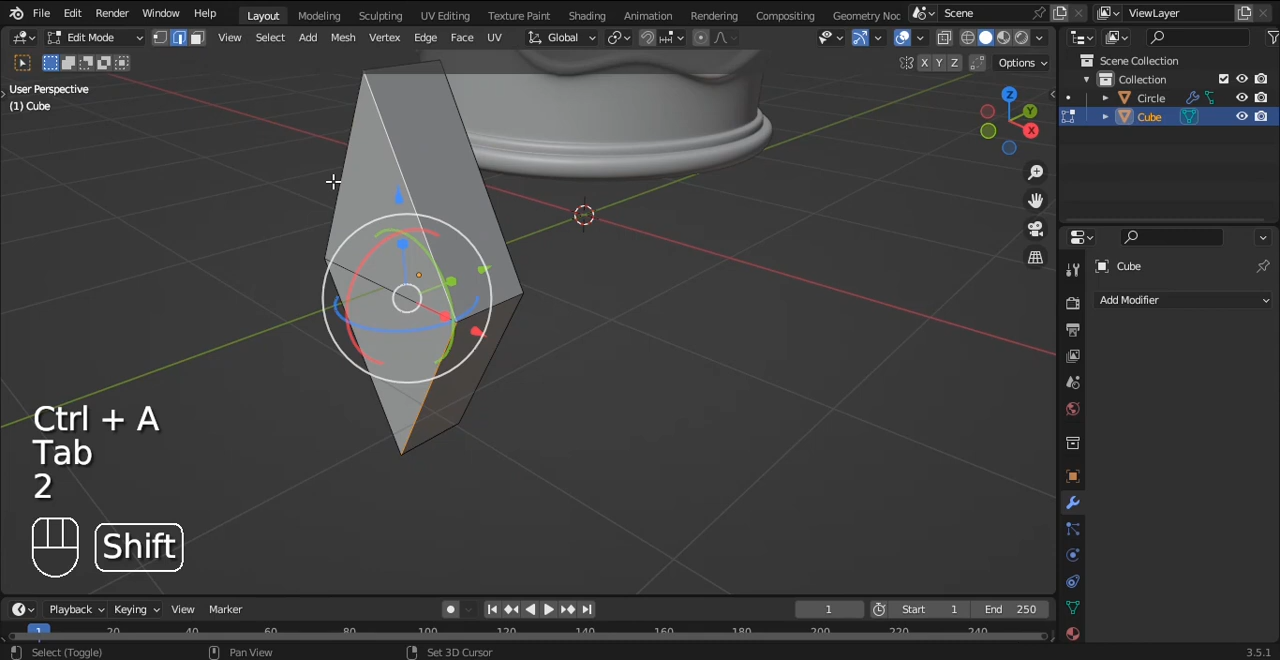 File Edit Render Window Help Layout Modeling Sculpting UV Editing Texture Paint Shading Animation Rendering Compositing Geometry Noc Scene ViewLayer
Edit Mode View Select Add Mesh Vertex Edge Face UV Global
X Y Z Options
User Perspective
(1) Cube
Z
Y
X
Scene Collection
Collection
Circle
Cube
Cube
Add Modifier
Ctrl + A
Tab
2
Shift
Playback Keying View Marker 1 Start 1 End 250
1 20 40 60 80 100 120 140 160 180 200 220 240
Select (Toggle) Pan View Set 3D Cursor 3.5.1